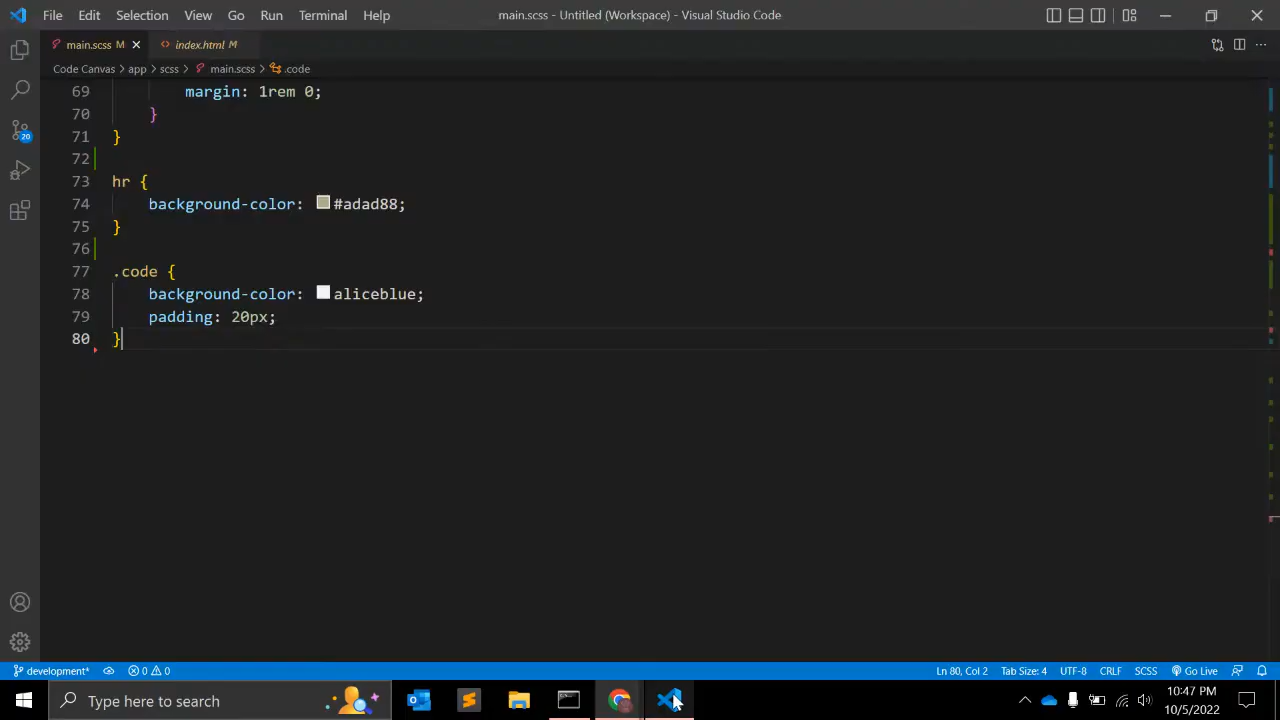 File Edit Selection View Go Run Terminal Help main.scss - Untitled (Workspace) - Visual Studio Code
main.scss M index.html M
Code Canvas > app > scss > main.scss > .code
69 margin: 1rem 0;
70 }
71 }
72
73 hr {
74 background-color: #adad88;
75 }
76
77 .code {
78 background-color: aliceblue;
79 padding: 20px;
80 }
20
development* 0 0 Ln 80, Col 2 Tab Size: 4 UTF-8 CRLF SCSS Go Live
Type here to search 10:47 PM
10/5/2022